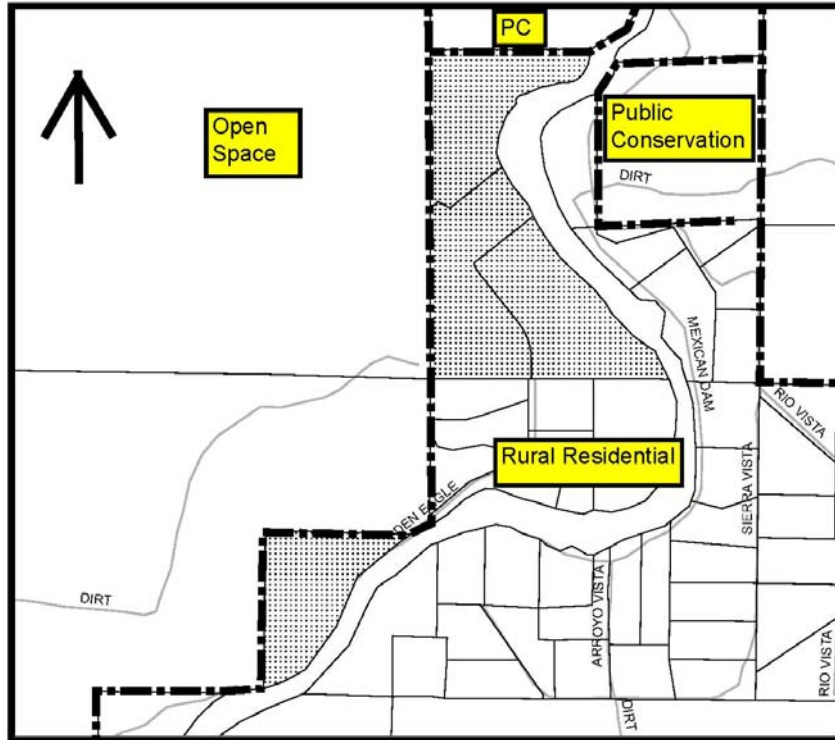 PC
Open
Space
Public
Conservation
DIRT
MEXICAN DAM
RIO VISTA
Rural Residential
DEN EAGLE
SIERRA VISTA
DIRT
ARROYO VISTA
RIO VISTA
DIRT